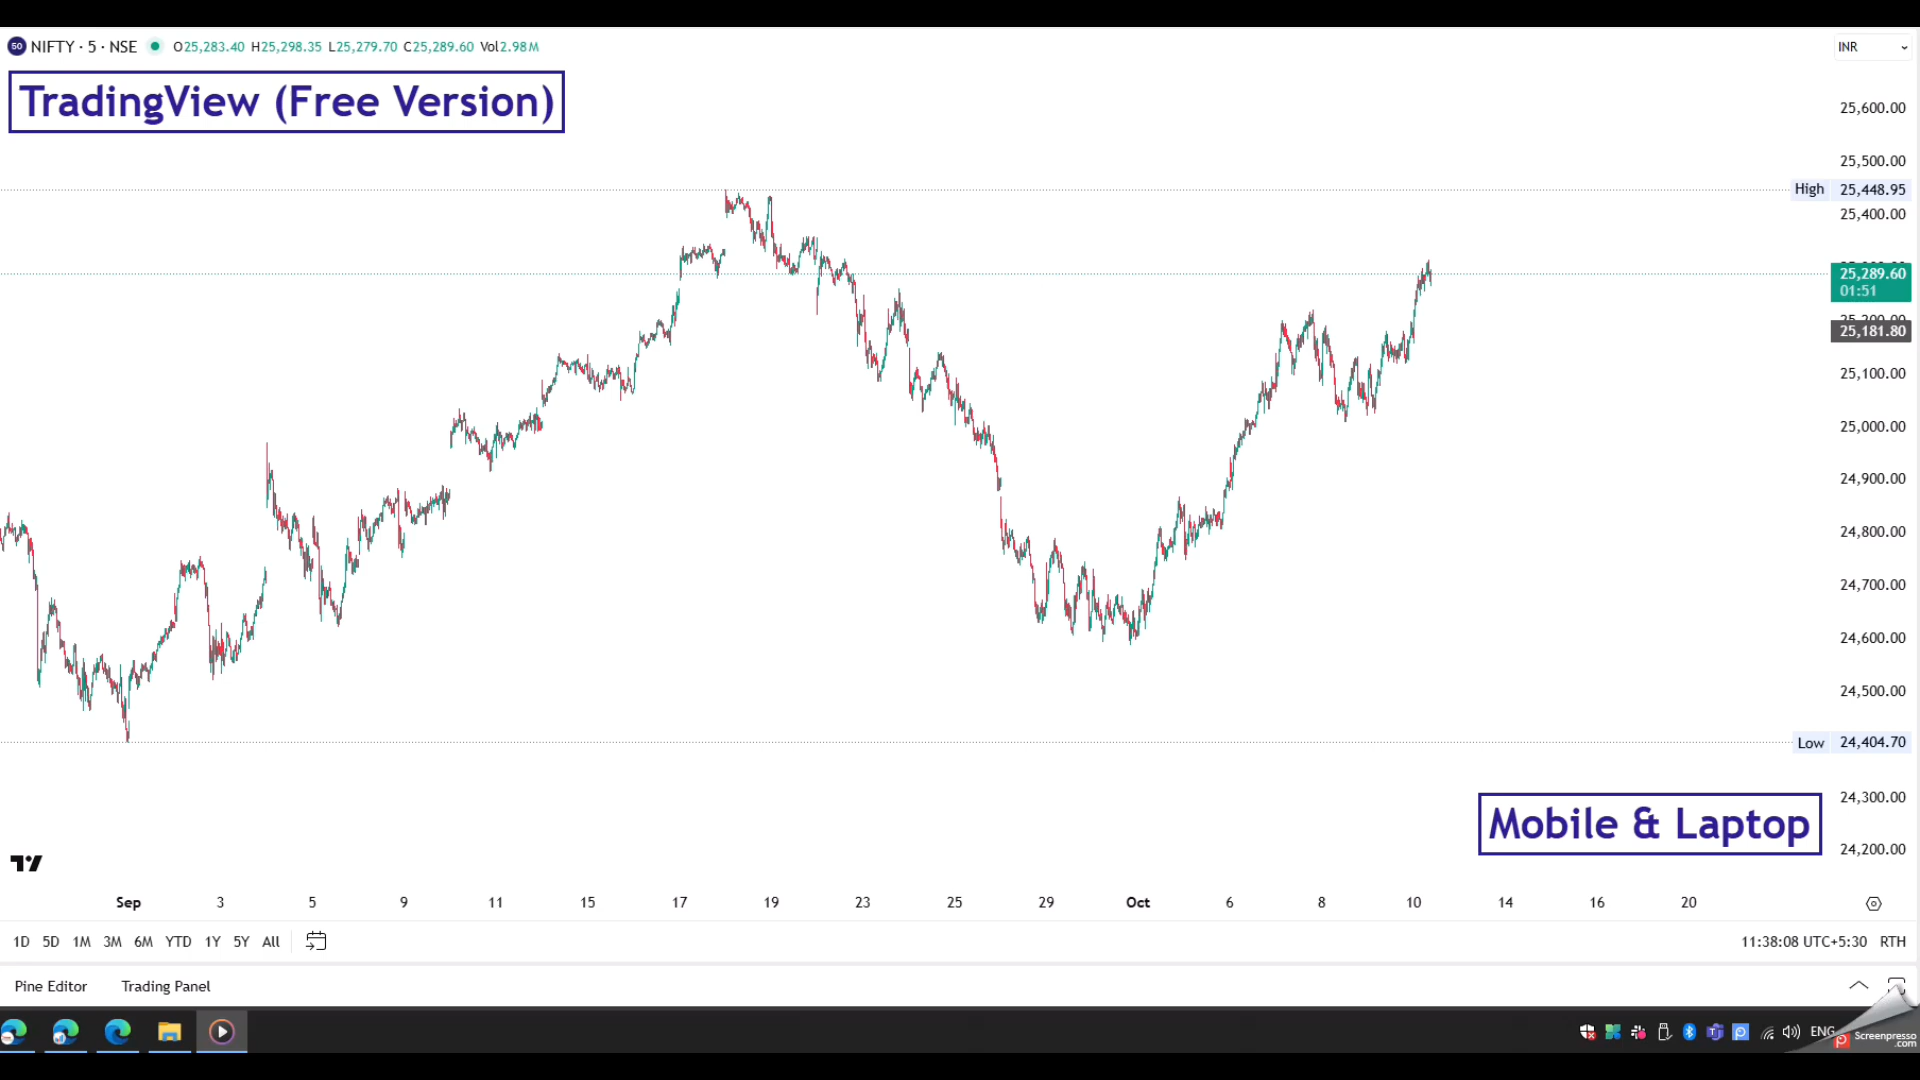 50 NIFTY · 5 · NSE O25,283.40 H25,298.35 L25,279.70 C25,289.60 Vol2.98M
INR
TradingView (Free Version)
25,600.00
25,500.00
High 25,448.95
25,400.00
25,289.60
01:51
25,181.80
25,100.00
25,000.00
24,900.00
24,800.00
24,700.00
24,600.00
24,500.00
Low 24,404.70
24,300.00
Mobile & Laptop
24,200.00
Sep 3 5 9 11 15 17 19 23 25 29 Oct 6 8 10 14 16 20
1D 5D 1M 3M 6M YTD 1Y 5Y All
11:38:08 UTC+5:30 RTH
Pine Editor Trading Panel
ENG
Screenpresso
.com